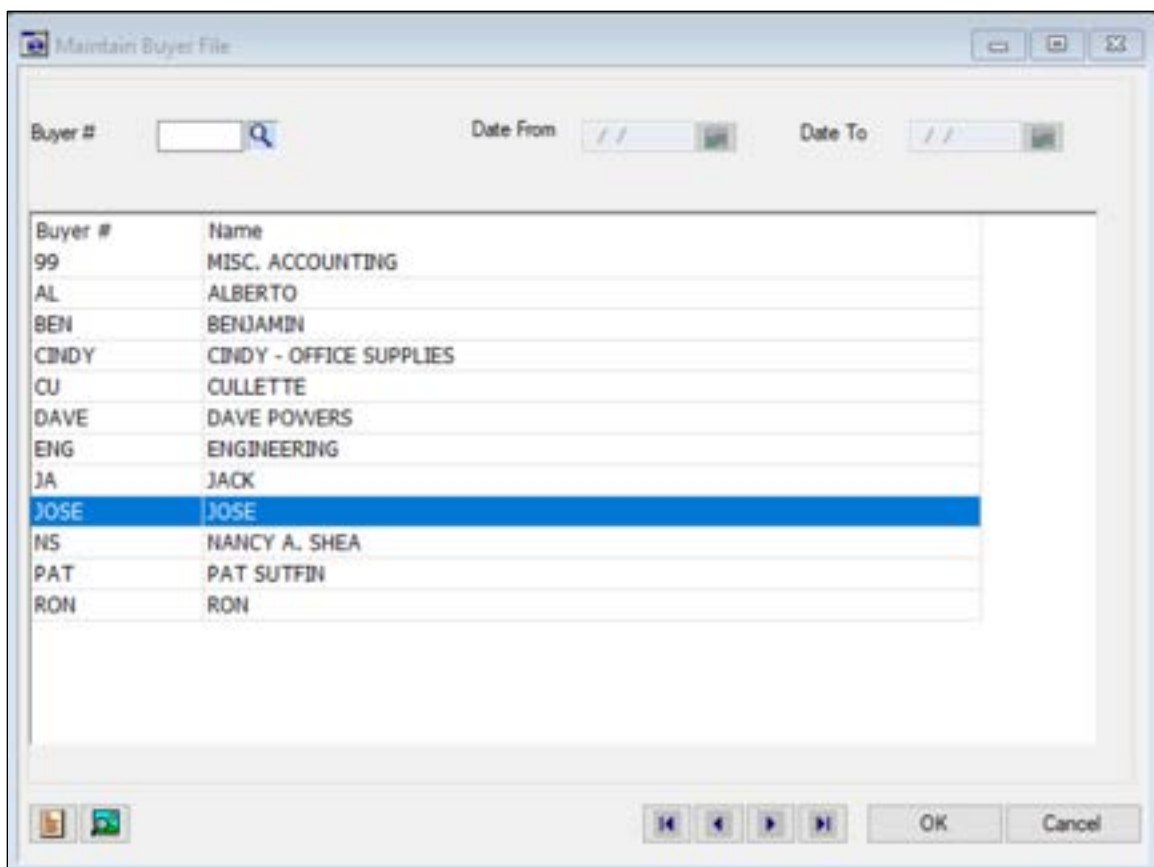 Maintain Buyer File
Buyer # Date From / / Date To / /
Buyer # Name
99 MISC. ACCOUNTING
AL ALBERTO
BEN BENJAMIN
CINDY CINDY - OFFICE SUPPLIES
CU CULLETTE
DAVE DAVE POWERS
ENG ENGINEERING
JA JACK
JOSE JOSE
NS NANCY A. SHEA
PAT PAT SUTFIN
RON RON
OK Cancel